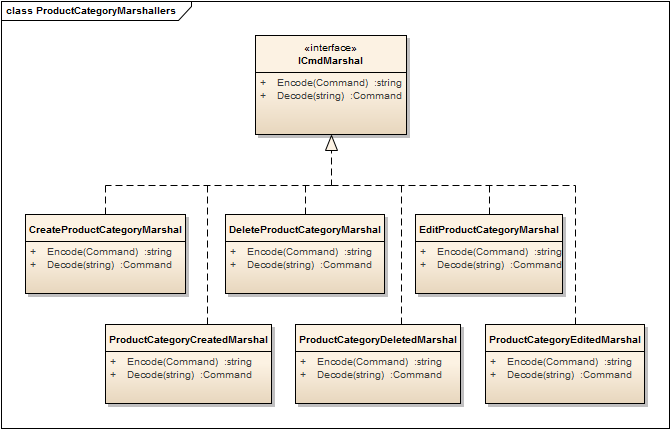 class ProductCategoryMarshallers
«interface»
ICmdMarshal
+ Encode(Command) :string
+ Decode(string) :Command
CreateProductCategoryMarshal
+ Encode(Command) :string
+ Decode(string) :Command
DeleteProductCategoryMarshal
+ Encode(Command) :string
+ Decode(string) :Command
EditProductCategoryMarshal
+ Encode(Command) :string
+ Decode(string) :Command
ProductCategoryCreatedMarshal
+ Encode(Command) :string
+ Decode(string) :Command
ProductCategoryDeletedMarshal
+ Encode(Command) :string
+ Decode(string) :Command
ProductCategoryEditedMarshal
+ Encode(Command) :string
+ Decode(string) :Command